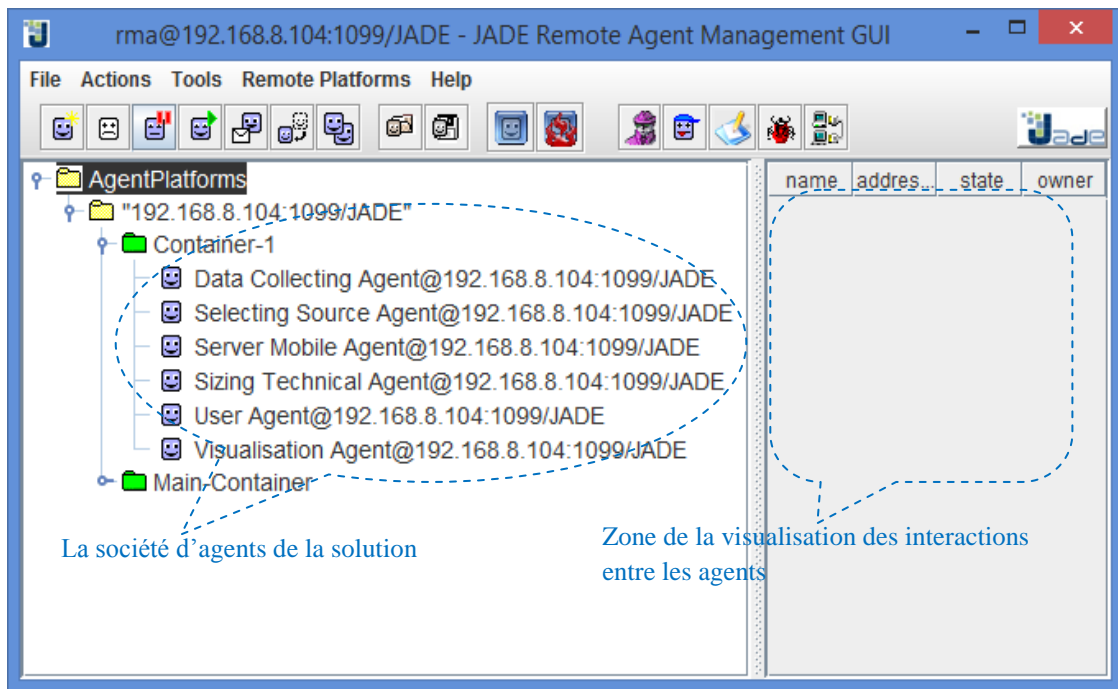 rma@192.168.8.104:1099/JADE - JADE Remote Agent Management GUI
File Actions Tools Remote Platforms Help
Jade
AgentPlatforms
"192.168.8.104:1099/JADE"
Container-1
Data Collecting Agent@192.168.8.104:1099/JADE
Selecting Source Agent@192.168.8.104:1099/JADE
Server Mobile Agent@192.168.8.104:1099/JADE
Sizing Technical Agent@192.168.8.104:1099/JADE
User Agent@192.168.8.104:1099/JADE
Visualisation Agent@192.168.8.104:1099/JADE
Main-Container
name addres... state owner
La société d’agents de la solution
Zone de la visualisation des interactions
entre les agents